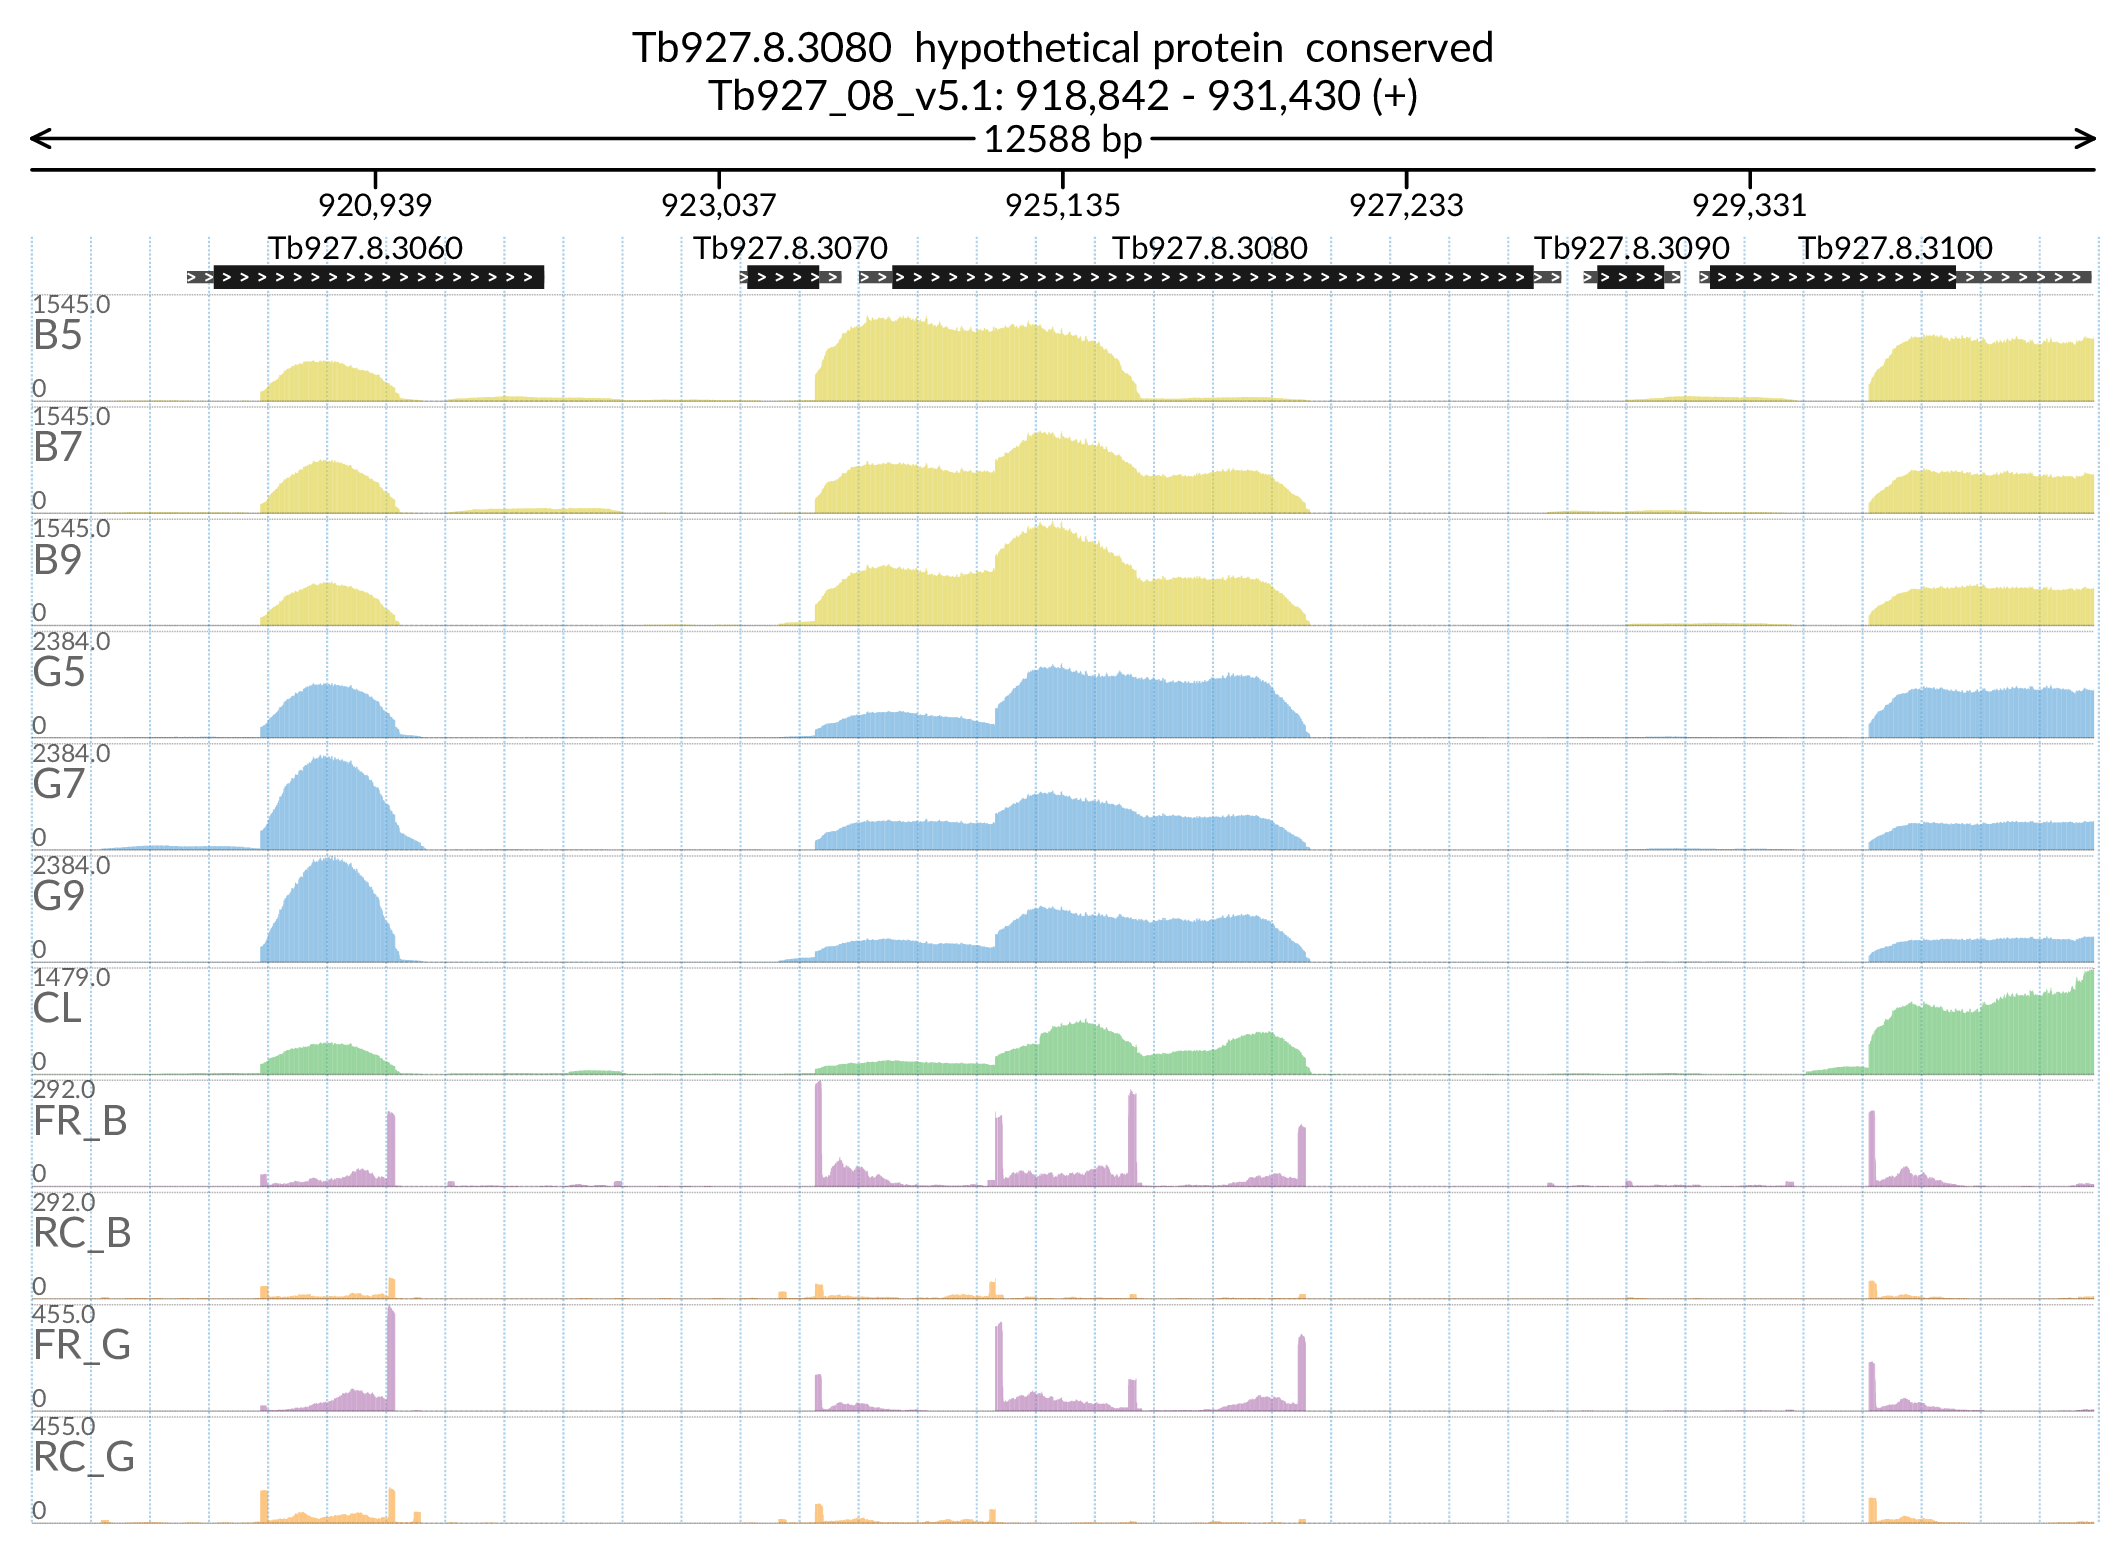 Tb927.8.3080  hypothetical protein  conserved
Tb927_08_v5.1: 918,842 - 931,430 (+)
12588 bp
920,939 923,037 925,135 927,233 929,331
Tb927.8.3060 Tb927.8.3070 Tb927.8.3080 Tb927.8.3090 Tb927.8.3100
1545.0
B5
0
1545.0
B7
0
1545.0
B9
0
2384.0
G5
0
2384.0
G7
0
2384.0
G9
0
1479.0
CL
0
292.0
FR_B
0
292.0
RC_B
0
455.0
FR_G
0
455.0
RC_G
0